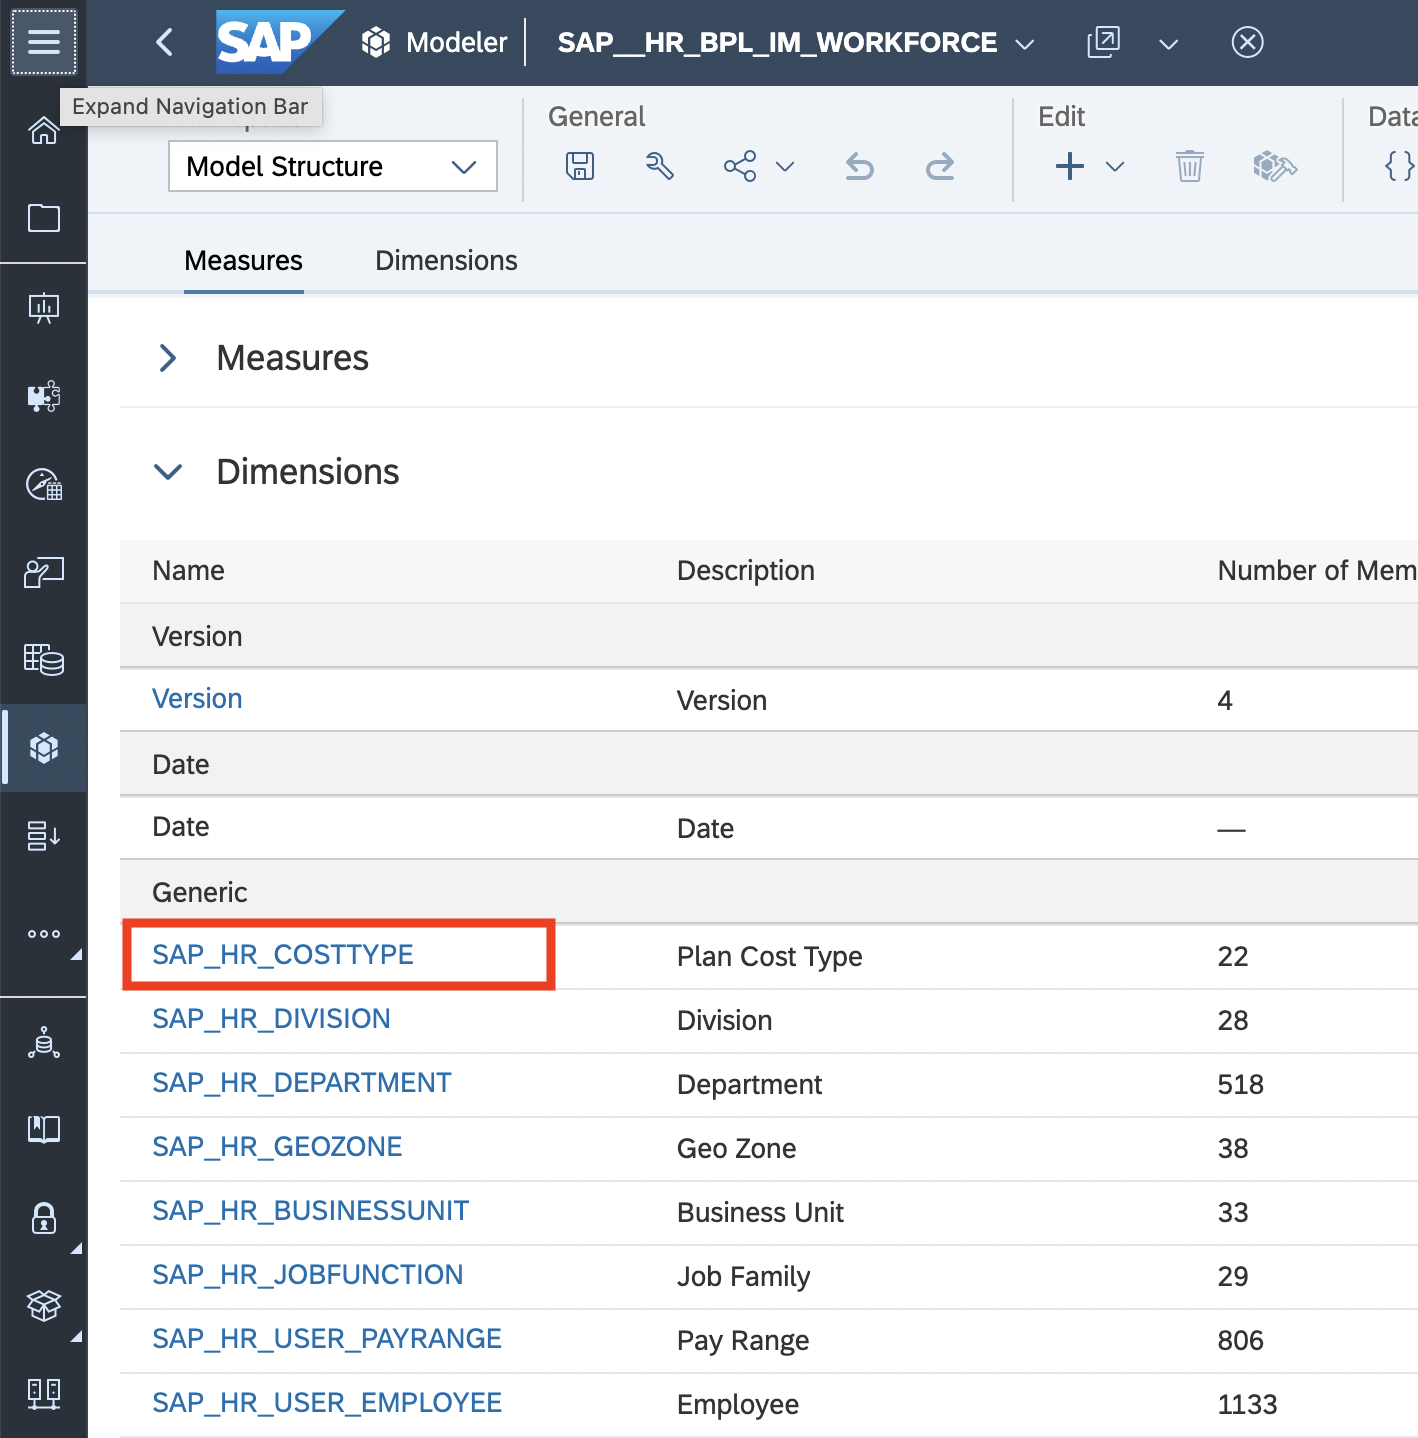 SAP Modeler SAP__HR_BPL_IM_WORKFORCE
Expand Navigation Bar
General
Edit
Data
Model Structure
Measures Dimensions
Measures
Dimensions
Name Description Number of Mem
Version
Version Version 4
Date
Date Date —
Generic
SAP_HR_COSTTYPE Plan Cost Type 22
SAP_HR_DIVISION Division 28
SAP_HR_DEPARTMENT Department 518
SAP_HR_GEOZONE Geo Zone 38
SAP_HR_BUSINESSUNIT Business Unit 33
SAP_HR_JOBFUNCTION Job Family 29
SAP_HR_USER_PAYRANGE Pay Range 806
SAP_HR_USER_EMPLOYEE Employee 1133